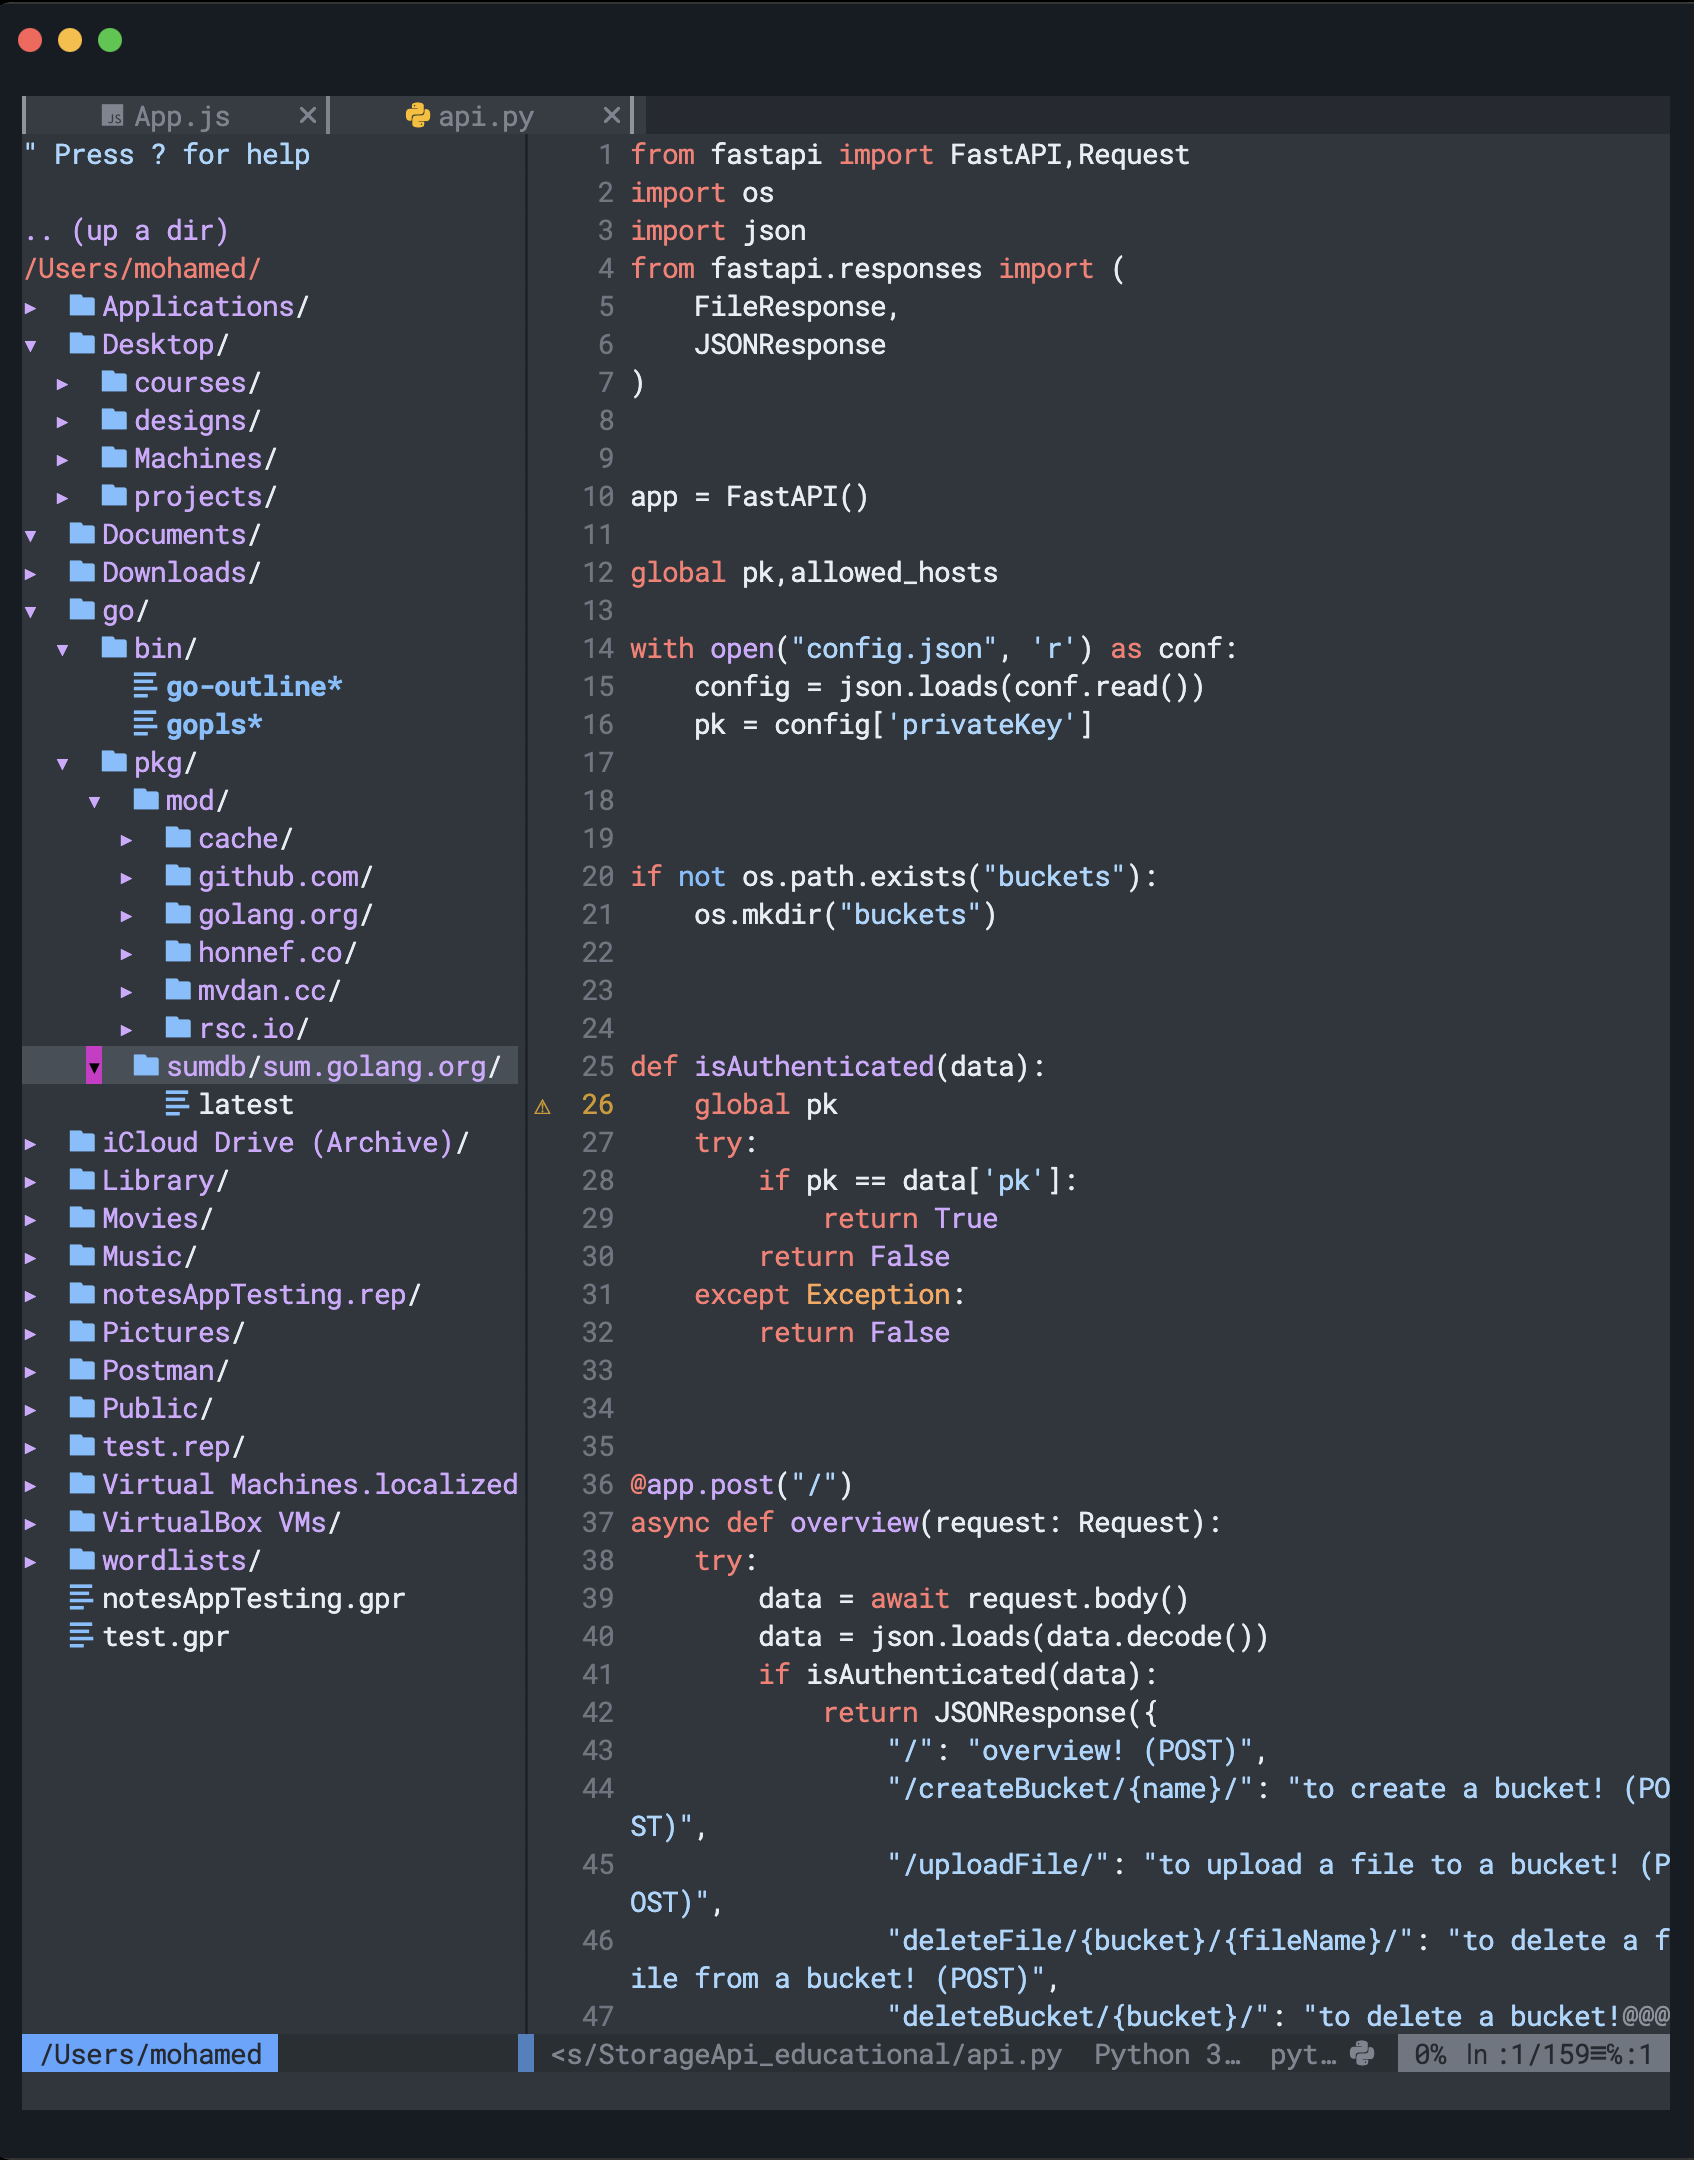 App.js × api.py ×
" Press ? for help
.. (up a dir)
/Users/mohamed/
▸ Applications/
▾ Desktop/
▸ courses/
▸ designs/
▸ Machines/
▸ projects/
▾ Documents/
▸ Downloads/
▾ go/
▾ bin/
go-outline*
gopls*
▾ pkg/
▾ mod/
▸ cache/
▸ github.com/
▸ golang.org/
▸ honnef.co/
▸ mvdan.cc/
▸ rsc.io/
▾ sumdb/sum.golang.org/
latest
▸ iCloud Drive (Archive)/
▸ Library/
▸ Movies/
▸ Music/
▸ notesAppTesting.rep/
▸ Pictures/
▸ Postman/
▸ Public/
▸ test.rep/
▸ Virtual Machines.localized
▸ VirtualBox VMs/
▸ wordlists/
notesAppTesting.gpr
test.gpr
1 from fastapi import FastAPI,Request
2 import os
3 import json
4 from fastapi.responses import (
5     FileResponse,
6     JSONResponse
7 )
8
9
10 app = FastAPI()
11
12 global pk,allowed_hosts
13
14 with open("config.json", 'r') as conf:
15     config = json.loads(conf.read())
16     pk = config['privateKey']
17
18
19
20 if not os.path.exists("buckets"):
21     os.mkdir("buckets")
22
23
24
25 def isAuthenticated(data):
⚠ 26     global pk
27     try:
28         if pk == data['pk']:
29             return True
30         return False
31     except Exception:
32         return False
33
34
35
36 @app.post("/")
37 async def overview(request: Request):
38     try:
39         data = await request.body()
40         data = json.loads(data.decode())
41         if isAuthenticated(data):
42             return JSONResponse({
43                 "/": "overview! (POST)",
44                 "/createBucket/{name}/": "to create a bucket! (PO
ST)",
45                 "/uploadFile/": "to upload a file to a bucket! (P
OST)",
46                 "deleteFile/{bucket}/{fileName}/": "to delete a f
ile from a bucket! (POST)",
47                 "deleteBucket/{bucket}/": "to delete a bucket!@@@
/Users/mohamed <s/StorageApi_educational/api.py Python 3… pyt… 0% ln :1/159≡℅:1